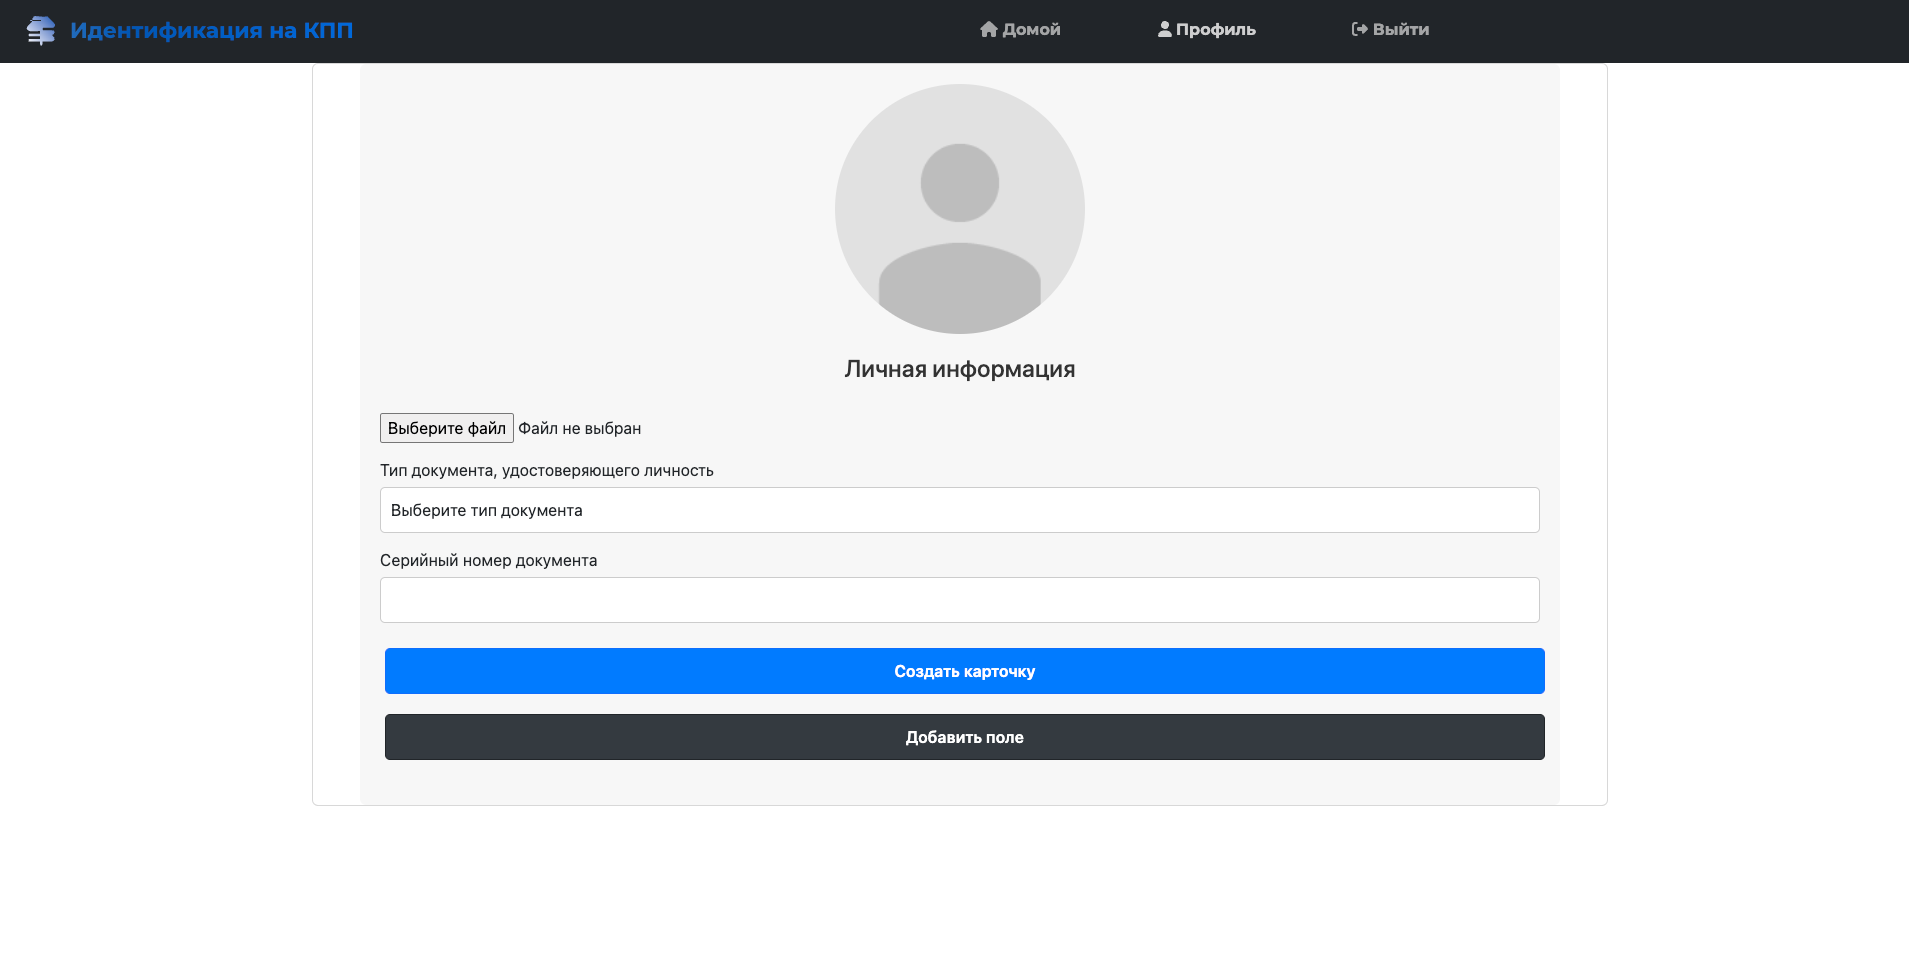 Идентификация на КПП
Домой
Профиль
Выйти
Личная информация
Выберите файл Файл не выбран
Тип документа, удостоверяющего личность
Выберите тип документа
Серийный номер документа
Создать карточку
Добавить поле